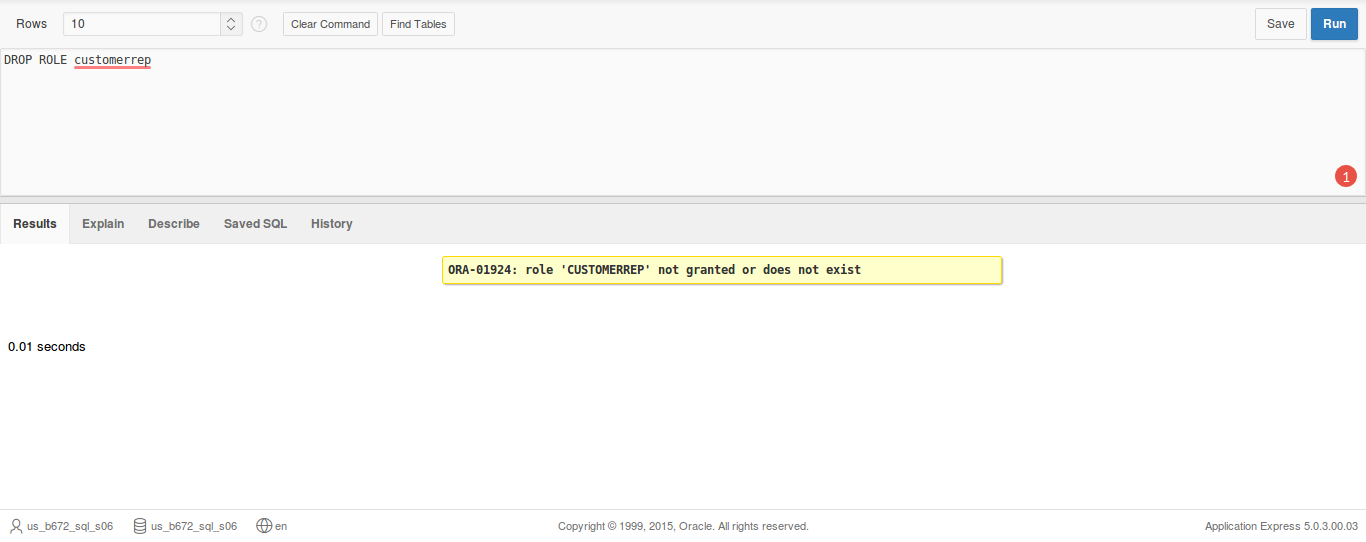 Rows 10 ? Clear Command Find Tables Save Run
DROP ROLE customerrep
1
Results Explain Describe Saved SQL History
ORA-01924: role 'CUSTOMERREP' not granted or does not exist
0.01 seconds
us_b672_sql_s06 us_b672_sql_s06 en Copyright © 1999, 2015, Oracle. All rights reserved. Application Express 5.0.3.00.03